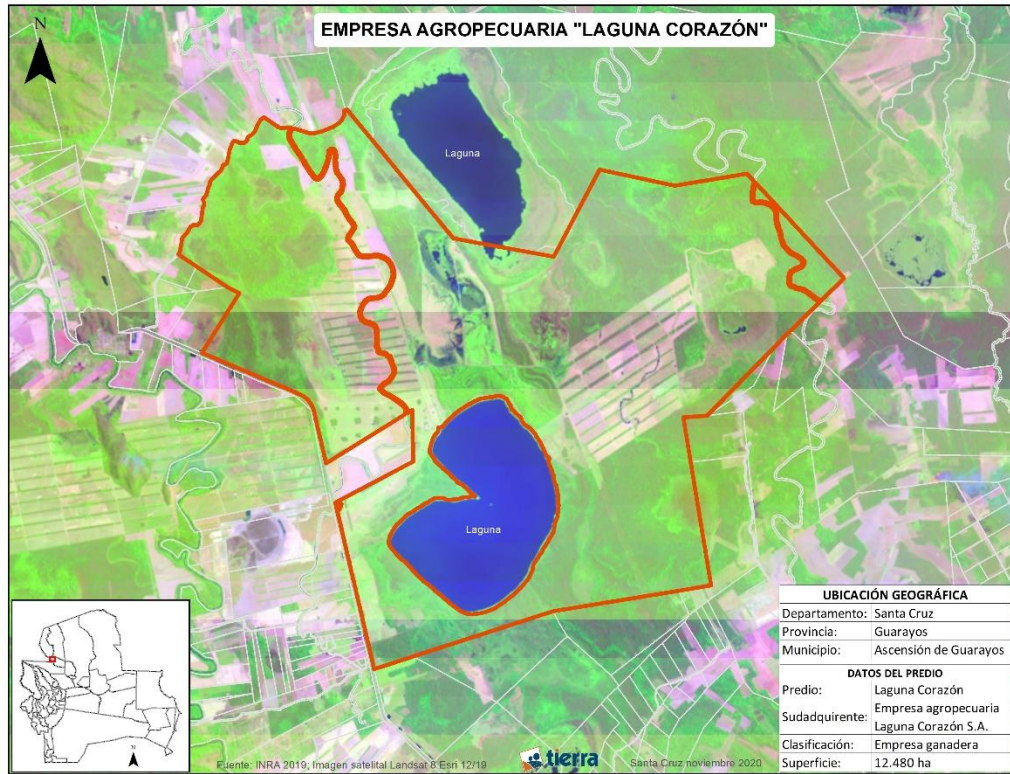 EMPRESA AGROPECUARIA "LAGUNA CORAZÓN"
N
Laguna
Laguna
UBICACIÓN GEOGRÁFICA
Departamento: Santa Cruz
Provincia: Guarayos
Municipio: Ascensión de Guarayos
DATOS DEL PREDIO
Predio: Laguna Corazón
Sudadquirente: Empresa agropecuaria
Laguna Corazón S.A.
Clasificación: Empresa ganadera
Superficie: 12.480 ha
N
Fuente: INRA 2019; Imagen satelital Landsat 8 Esri 12/19
tierra
Santa Cruz noviembre 2020